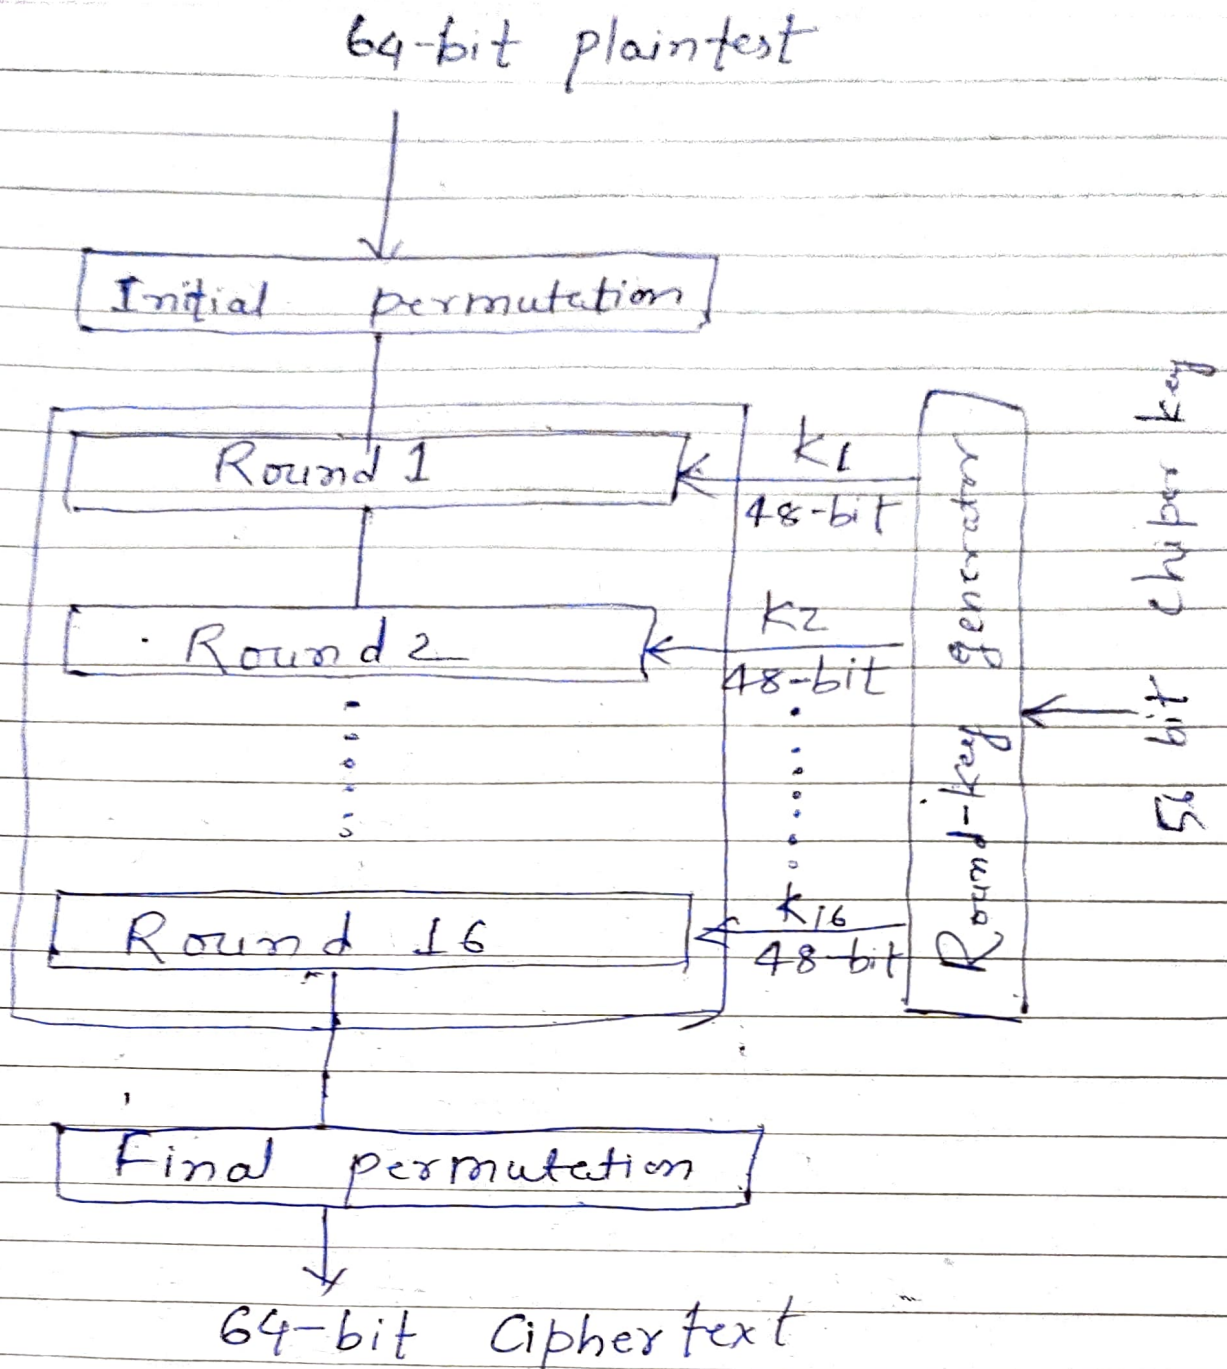 64-bit plaintest
Initial permutation
Round 1
K1
48-bit
Round 2
K2
48-bit
Round 16
K16
48-bit
Round-key generator
56 bit chiper key
Final permutation
64-bit Ciphertext